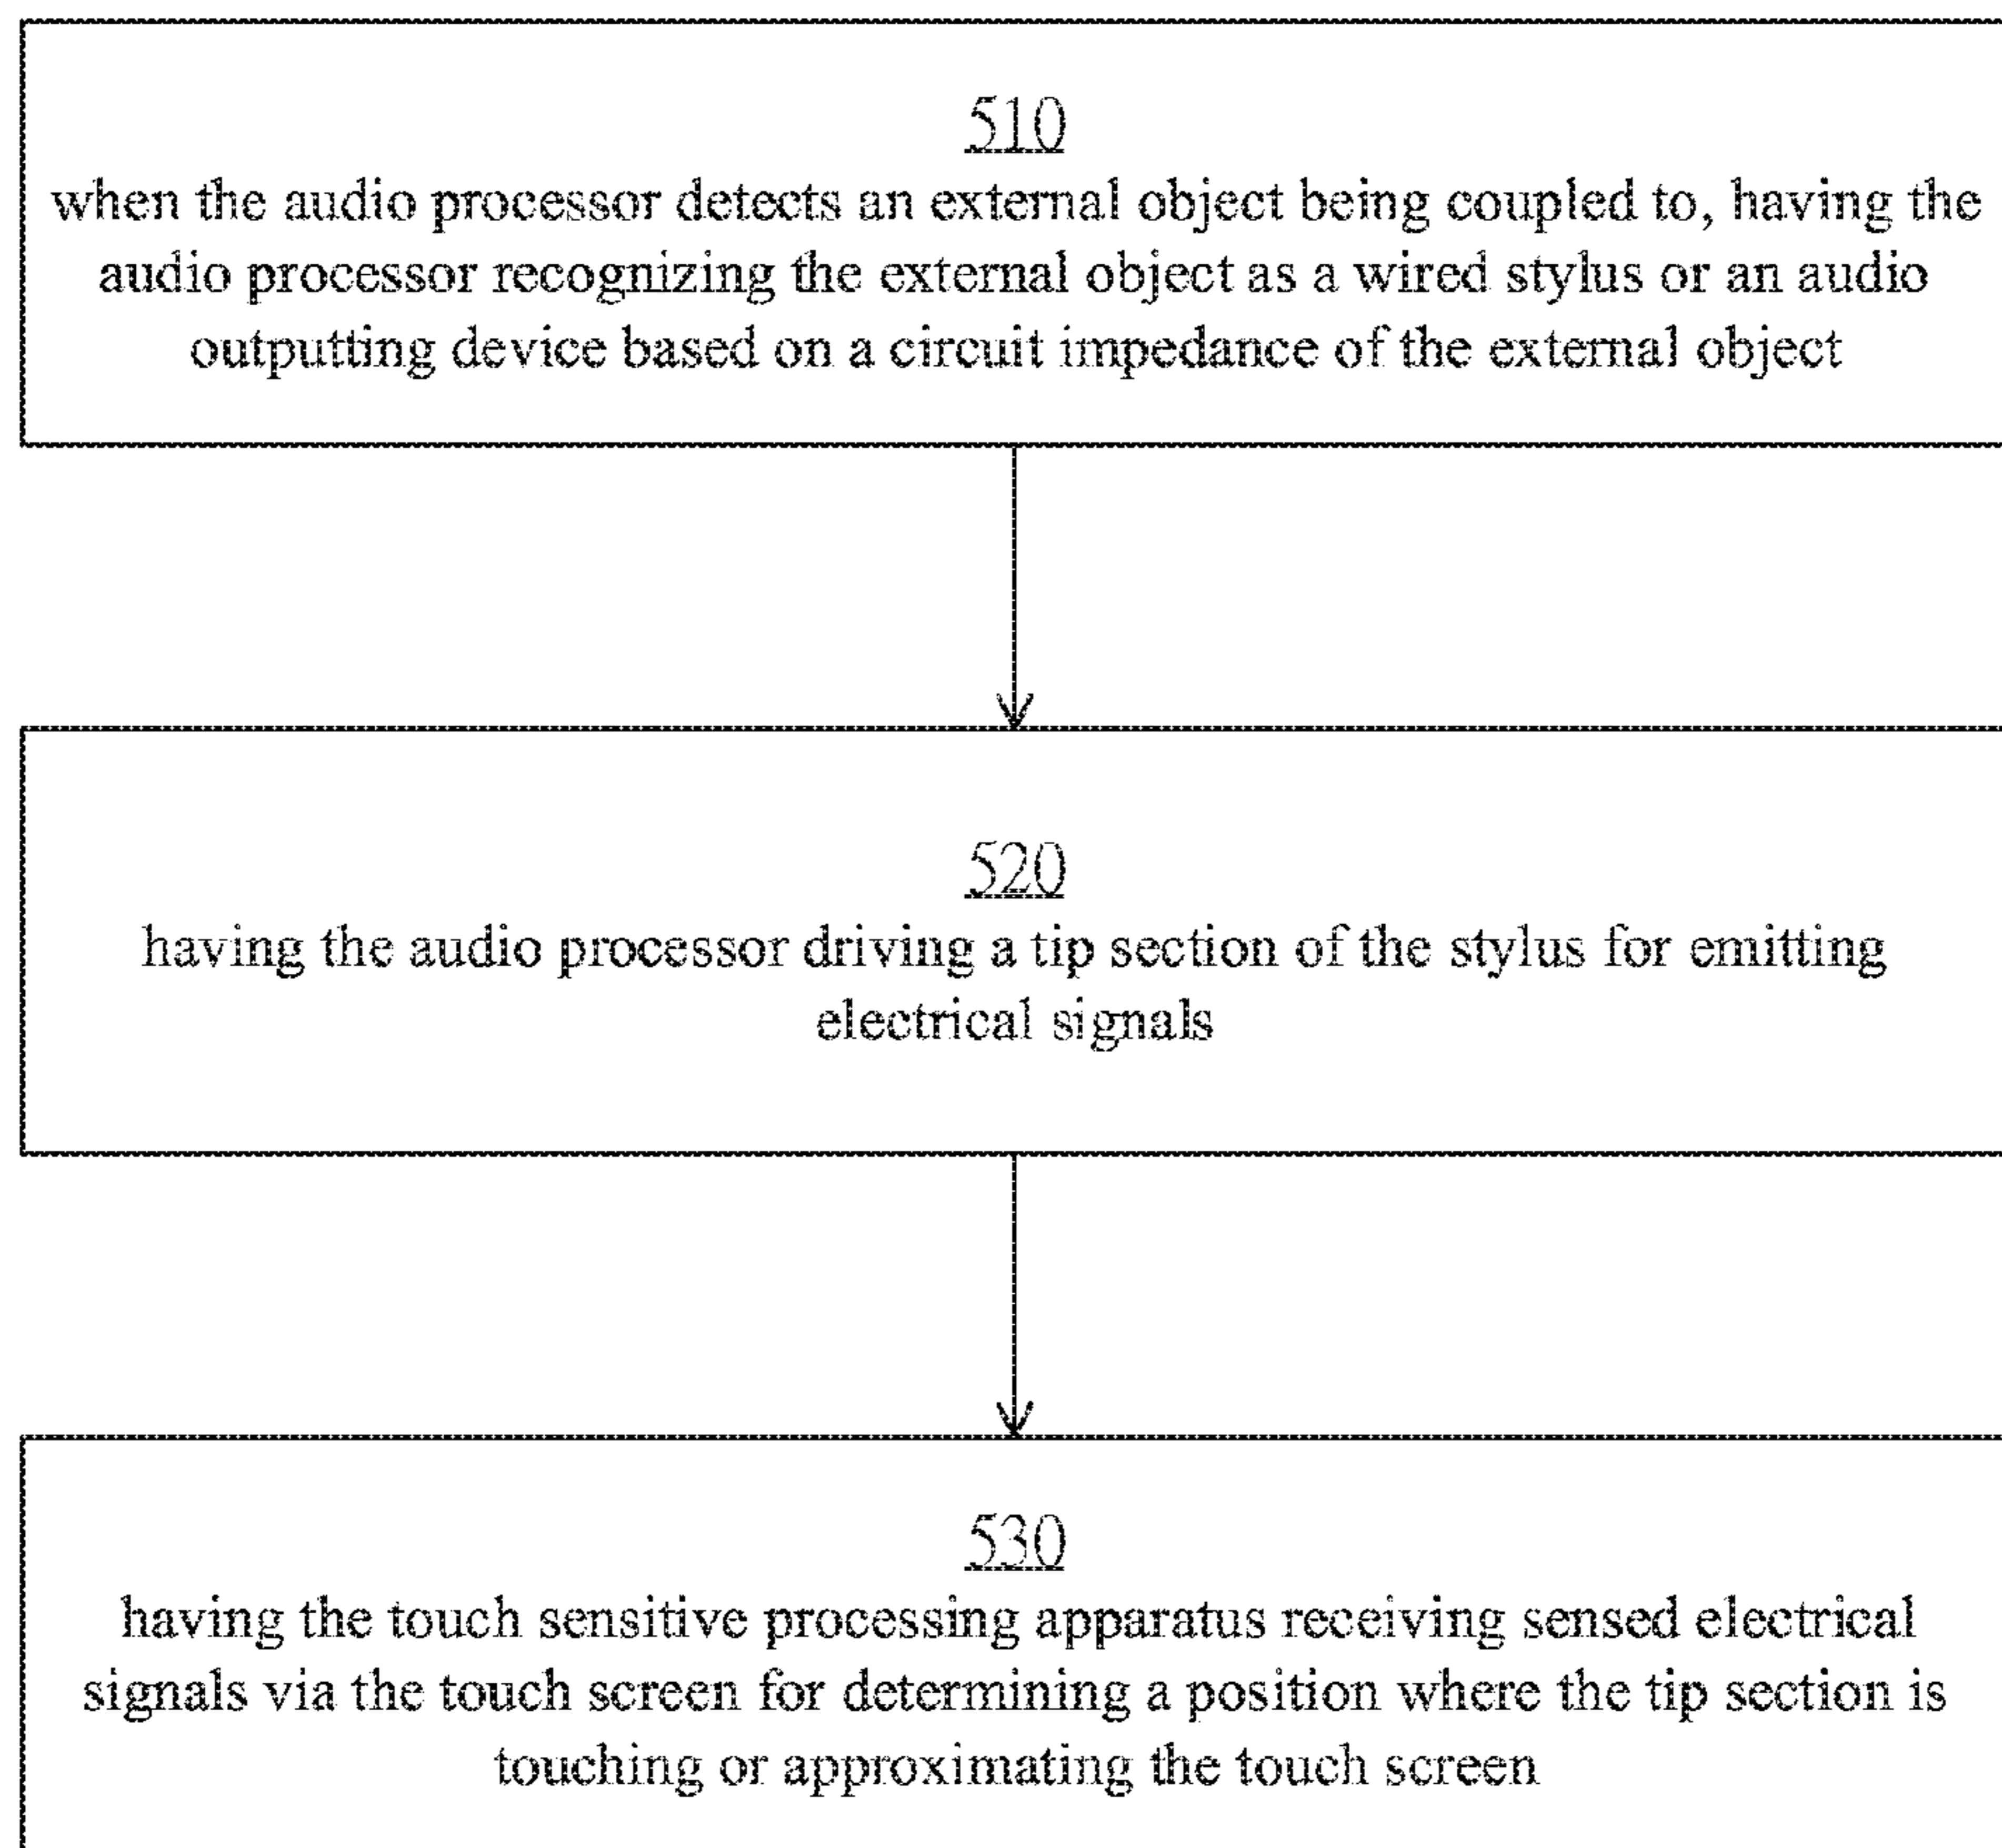 510
when the audio processor detects an external object being coupled to, having the
audio processor recognizing the external object as a wired stylus or an audio
outputting device based on a circuit impedance of the external object
520
having the audio processor driving a tip section of the stylus for emitting
electrical signals
530
having the touch sensitive processing apparatus receiving sensed electrical
signals via the touch screen for determining a position where the tip section is
touching or approximating the touch screen